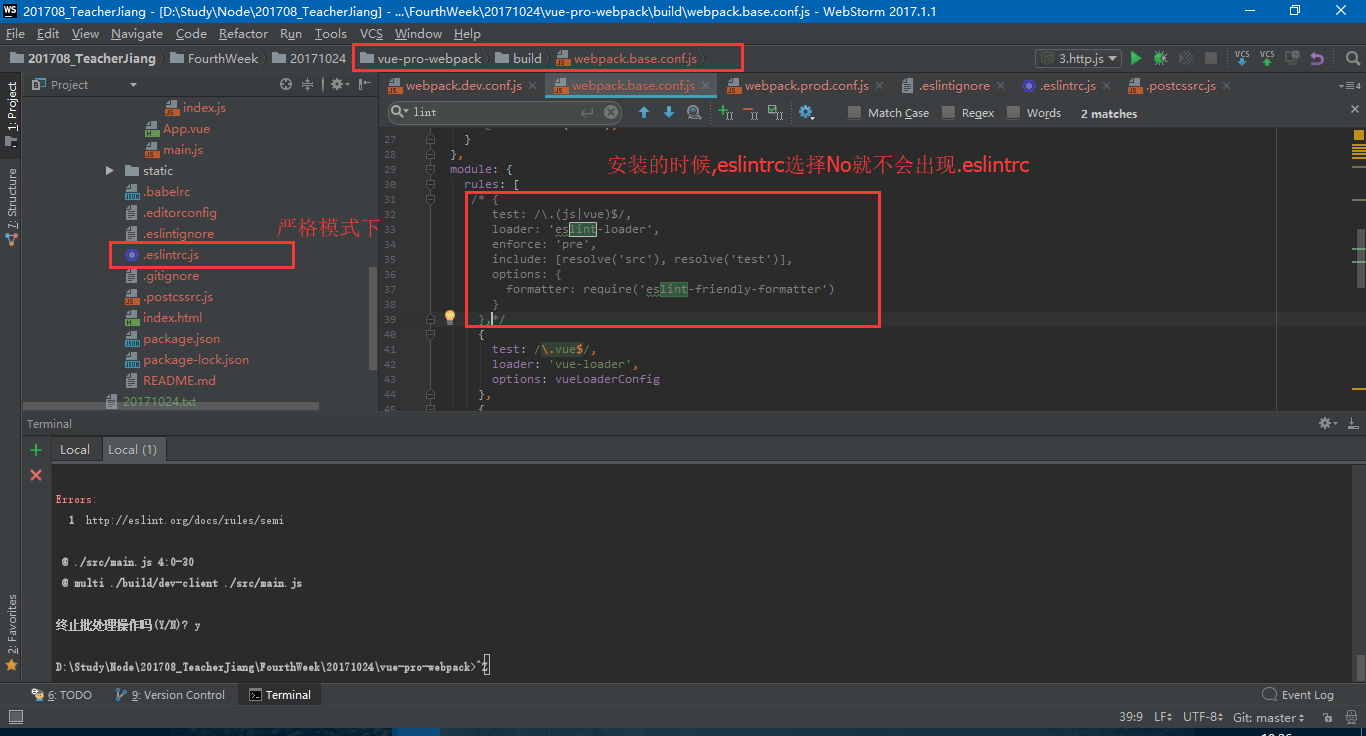 201708_TeacherJiang - [D:\Study\Node\201708_TeacherJiang] - ...\FourthWeek\20171024\vue-pro-webpack\build\webpack.base.conf.js - WebStorm 2017.1.1
File Edit View Navigate Code Refactor Run Tools VCS Window Help
201708_TeacherJiang FourthWeek 20171024 vue-pro-webpack build webpack.base.conf.js 3.http.js VCS VCS
Project webpack.dev.conf.js webpack.base.conf.js webpack.prod.conf.js .eslintignore .eslintrc.js .postcssrc.js
lint Match Case Regex Words 2 matches
1: Project
7: Structure
2: Favorites
index.js
App.vue
main.js
static
.babelrc
.editorconfig
.eslintignore
严格模式下
.eslintrc.js
.gitignore
.postcssrc.js
index.html
package.json
package-lock.json
README.md
20171024.txt
27 }
28 },
29 module: {
安装的时候,eslintrc选择No就不会出现.eslintrc
30 rules: [
31 /* {
32 test: /\.(js|vue)$/,
33 loader: 'eslint-loader',
34 enforce: 'pre',
35 include: [resolve('src'), resolve('test')],
36 options: {
37 formatter: require('eslint-friendly-formatter')
38 }
39 },*/
40 {
41 test: /\.vue$/,
42 loader: 'vue-loader',
43 options: vueLoaderConfig
44 },
45 {
Terminal
Local Local (1)
Errors:
1 http://eslint.org/docs/rules/semi
@ ./src/main.js 4:0-30
@ multi ./build/dev-client ./src/main.js
终止批处理操作吗(Y/N)? y
D:\Study\Node\201708_TeacherJiang\FourthWeek\20171024\vue-pro-webpack>^Z
6: TODO 9: Version Control Terminal Event Log
39:9 LF UTF-8 Git: master